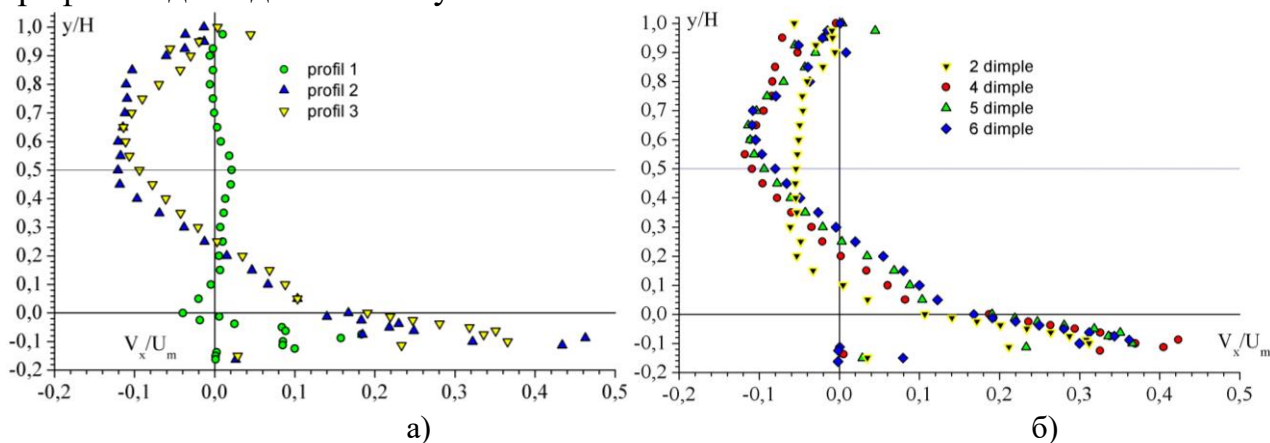 y/H
1,0
0,9
0,8
0,7
0,6
0,5
0,4
0,3
0,2
0,1
0,0
-0,1
-0,2
profil 1
profil 2
profil 3
Vx/Um
-0,2 -0,1 0,0 0,1 0,2 0,3 0,4 0,5
а)
y/H
1,0
0,9
0,8
0,7
0,6
0,5
0,4
0,3
0,2
0,1
0,0
-0,1
-0,2
2 dimple
4 dimple
5 dimple
6 dimple
Vx/Um
-0,2 -0,1 0,0 0,1 0,2 0,3 0,4 0,5
б)